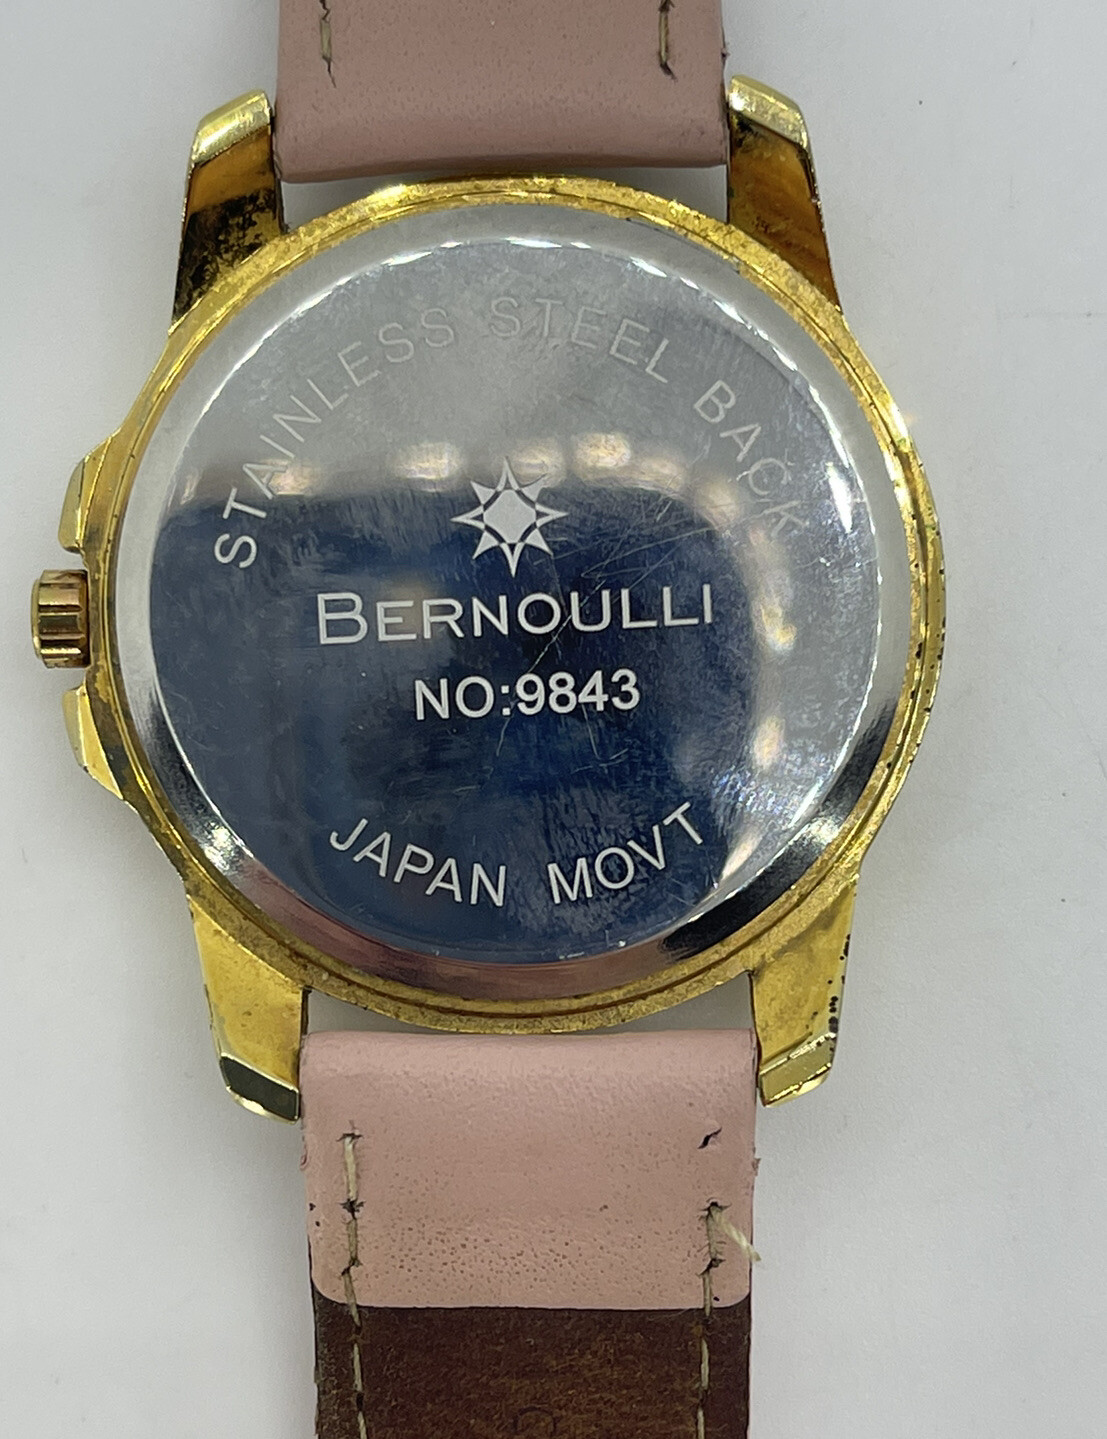 STAINLESS STEEL BACK
BERNOULLI
NO:9843
JAPAN MOVT